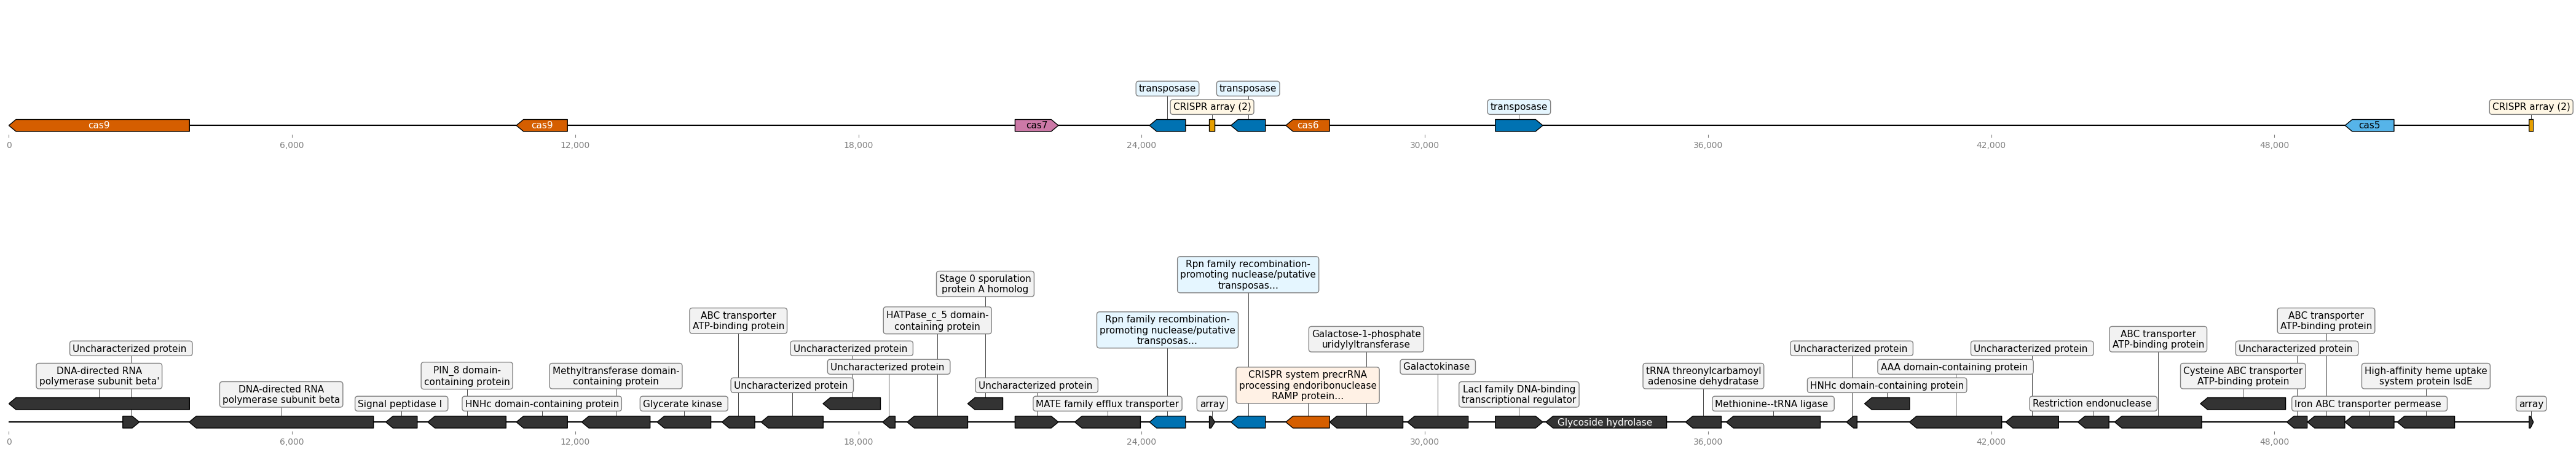 transposase
transposase
CRISPR array (2)
transposase
CRISPR array (2)
cas9
cas9
cas7
cas6
cas5
0
6,000
12,000
18,000
24,000
30,000
36,000
42,000
48,000
Rpn family recombination-
promoting nuclease/putative
transposas...
Stage 0 sporulation
protein A homolog
ABC transporter
ATP-binding protein
HATPase_c_5 domain-
containing protein
Rpn family recombination-
promoting nuclease/putative
transposas...
Galactose-1-phosphate
uridylyltransferase
ABC transporter
ATP-binding protein
ABC transporter
ATP-binding protein
Uncharacterized protein
Uncharacterized protein
Uncharacterized protein
Uncharacterized protein
Uncharacterized protein
DNA-directed RNA
polymerase subunit beta'
PIN_8 domain-
containing protein
Methyltransferase domain-
containing protein
Uncharacterized protein
CRISPR system precrRNA
processing endoribonuclease
RAMP protein...
Galactokinase
tRNA threonylcarbamoyl
adenosine dehydratase
AAA domain-containing protein
Cysteine ABC transporter
ATP-binding protein
High-affinity heme uptake
system protein IsdE
DNA-directed RNA
polymerase subunit beta
Uncharacterized protein
Uncharacterized protein
LacI family DNA-binding
transcriptional regulator
HNHc domain-containing protein
Signal peptidase I
HNHc domain-containing protein
Glycerate kinase
MATE family efflux transporter
array
Methionine--tRNA ligase
Restriction endonuclease
Iron ABC transporter permease
array
Glycoside hydrolase
0
6,000
12,000
18,000
24,000
30,000
36,000
42,000
48,000